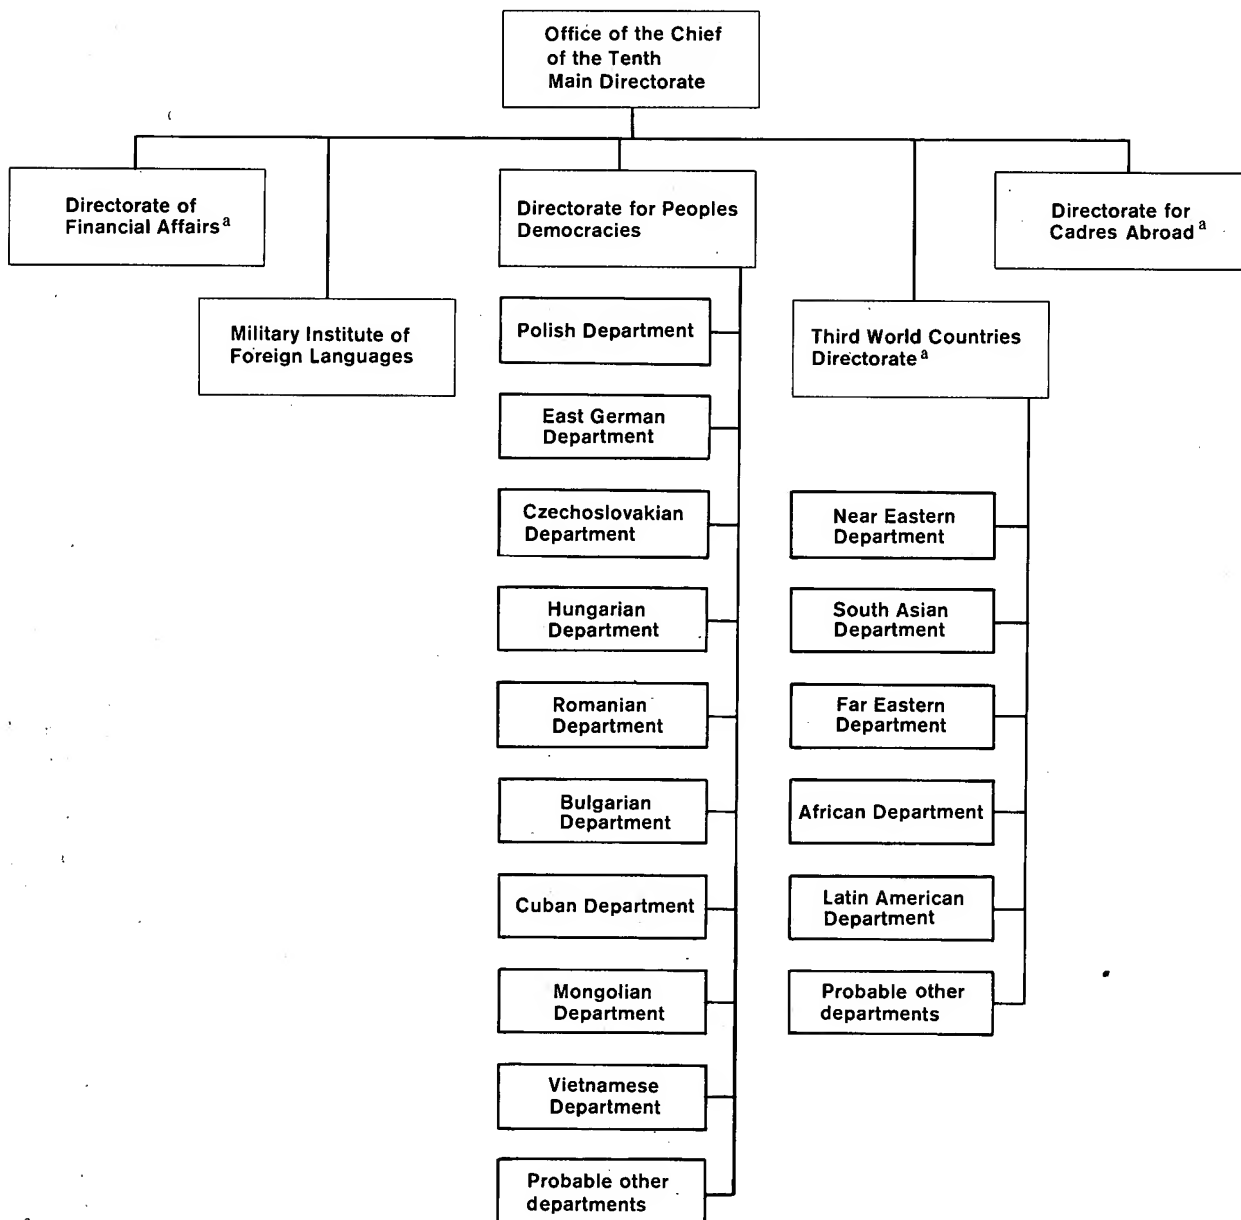 Office of the Chief
of the Tenth
Main Directorate
Directorate of
Financial Affairs a
Military Institute of
Foreign Languages
Directorate for Peoples
Democracies
Third World Countries
Directorate a
Directorate for
Cadres Abroad a
Polish Department
East German
Department
Czechoslovakian
Department
Hungarian
Department
Romanian
Department
Bulgarian
Department
Cuban Department
Mongolian
Department
Vietnamese
Department
Probable other
departments
Near Eastern
Department
South Asian
Department
Far Eastern
Department
African Department
Latin American
Department
Probable other
departments